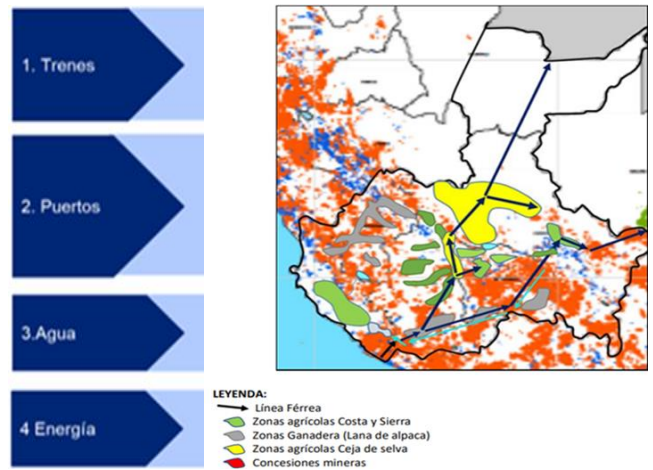 1. Trenes
2. Puertos
3.Agua
4 Energía
LEYENDA:
Línea Férrea
Zonas agrícolas Costa y Sierra
Zonas Ganadera (Lana de alpaca)
Zonas agrícolas Ceja de selva
Concesiones mineras